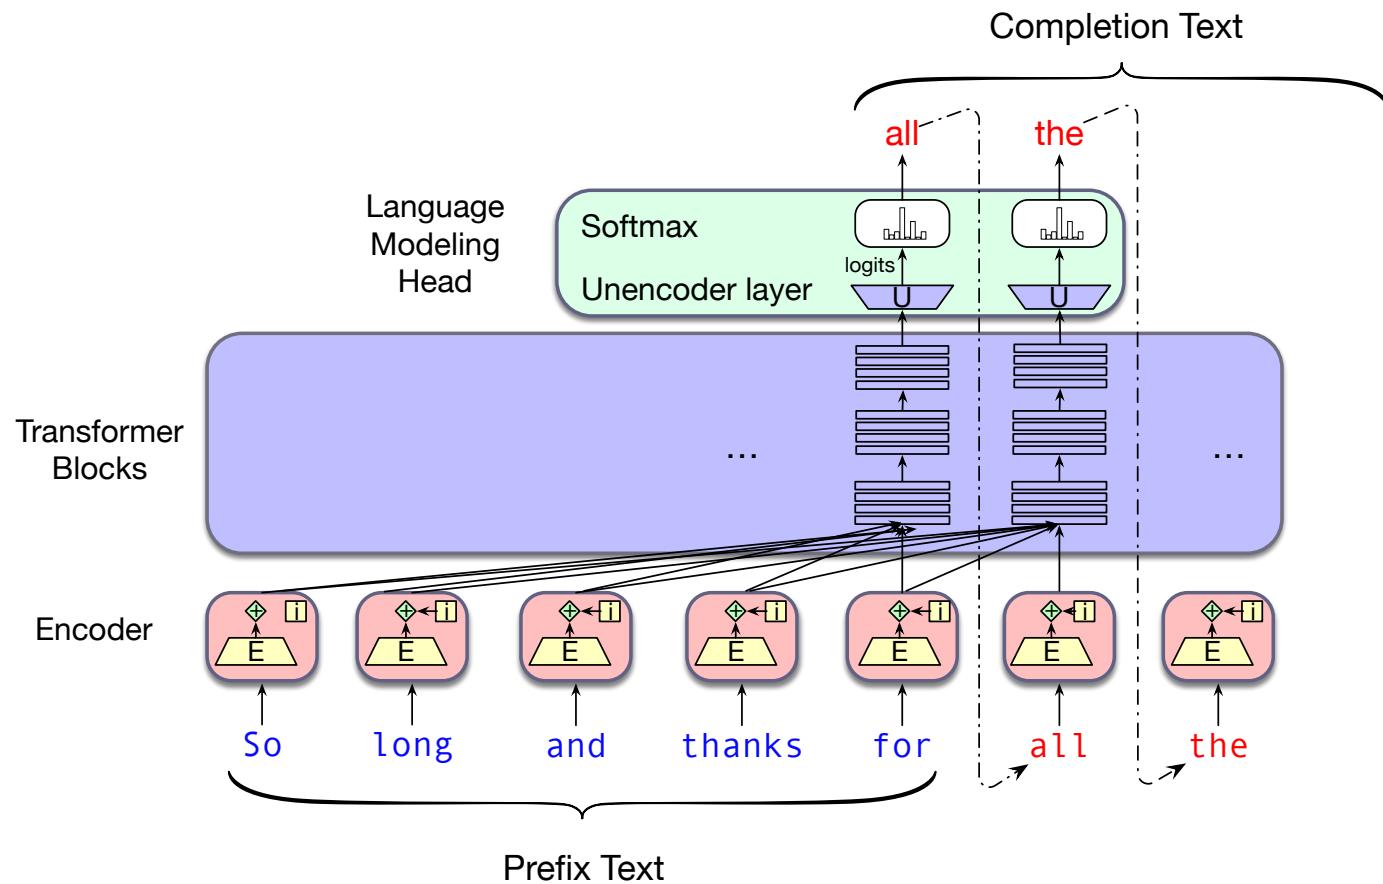 Completion Text
all the
Language
Modeling
Head
Softmax
logits
Unencoder layer
U U
Transformer
Blocks
... ...
Encoder
i i i i i i i
E E E E E E E
So long and thanks for all the
Prefix Text